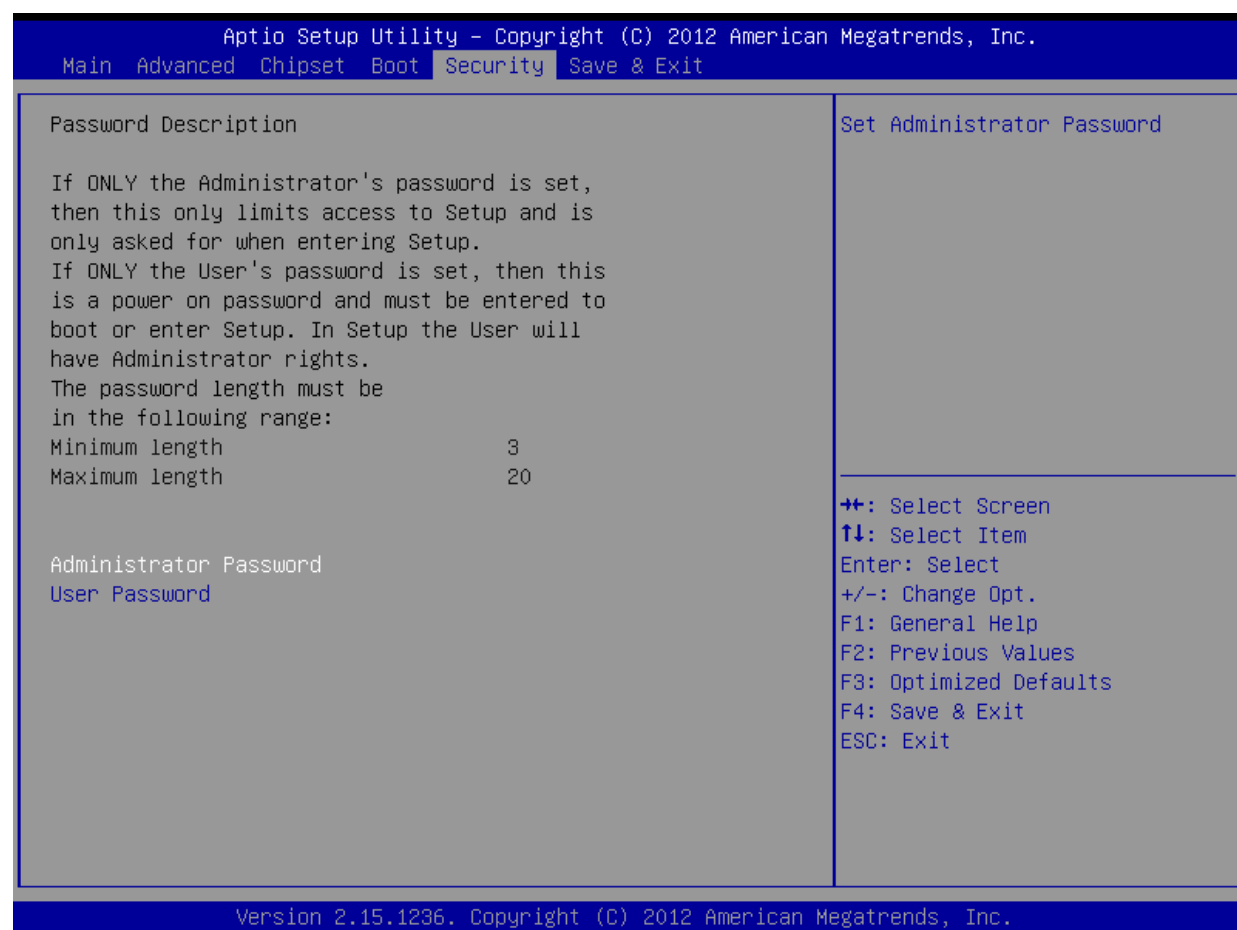 Aptio Setup Utility – Copyright (C) 2012 American Megatrends, Inc.
Main Advanced Chipset Boot Security Save & Exit
Password Description
If ONLY the Administrator's password is set,
then this only limits access to Setup and is
only asked for when entering Setup.
If ONLY the User's password is set, then this
is a power on password and must be entered to
boot or enter Setup. In Setup the User will
have Administrator rights.
The password length must be
in the following range:
Minimum length 3
Maximum length 20
Administrator Password
User Password
Set Administrator Password
→←: Select Screen
↑↓: Select Item
Enter: Select
+/-: Change Opt.
F1: General Help
F2: Previous Values
F3: Optimized Defaults
F4: Save & Exit
ESC: Exit
Version 2.15.1236. Copyright (C) 2012 American Megatrends, Inc.